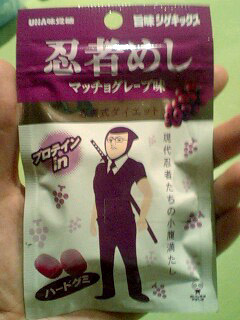 UHA味覚糖
旨味シゲキックス
忍者めし
マッチョグレープ味
プロテイン
in
現代忍者たちの小腹満たし
ハードグミ